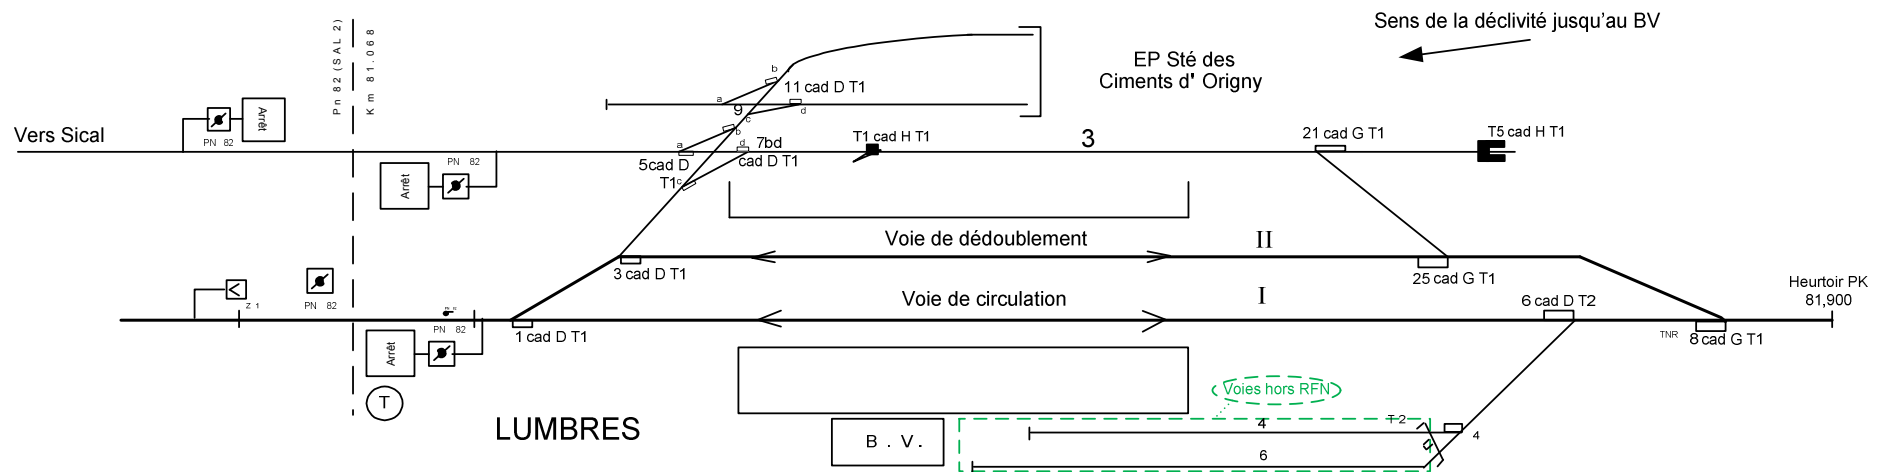 Sens de la déclivité jusqu'au BV
Pn 82 (SAL 2)
Km 81.068
EP Sté des
Ciments d' Origny
b
11 cad D T1
a
9
d
c
Arrêt
PN 82
Vers Sical
b
a
d
7bd
cad D T1
5cad D
T1
c
T1 cad H T1
3
21 cad G T1
T5 cad H T1
PN 82
Arrêt
Voie de dédoublement
II
3 cad D T1
25 cad G T1
Z 1
PN 82
Voie de circulation
I
6 cad D T2
Heurtoir PK
81,900
PN 82
1 cad D T1
TNR
8 cad G T1
Arrêt
T
LUMBRES
Voies hors RFN
B . V .
4
T 2
4
6